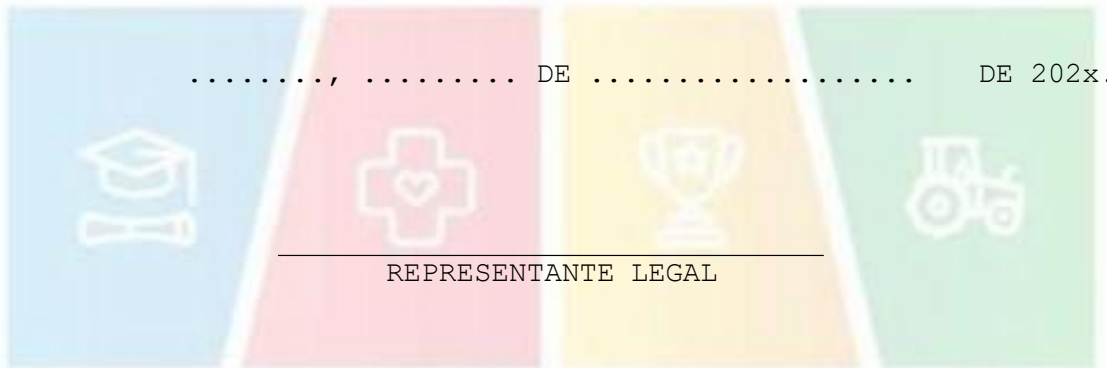 ........, ......... DE ................... DE 202x.
REPRESENTANTE LEGAL